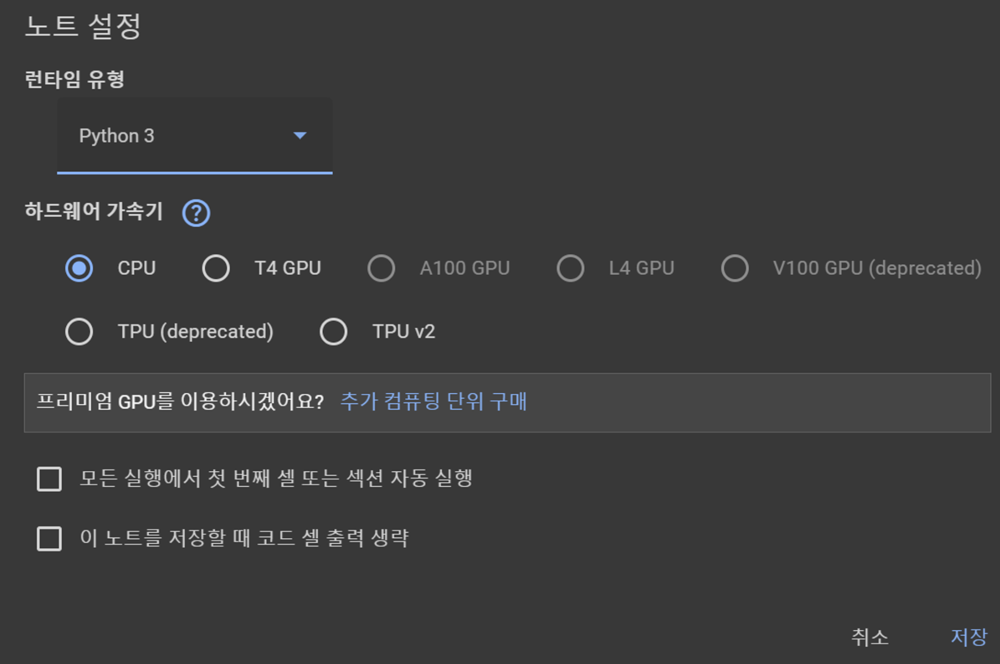 노트 설정
런타임 유형
Python 3
하드웨어 가속기 ?
CPU T4 GPU A100 GPU L4 GPU V100 GPU (deprecated)
TPU (deprecated) TPU v2
프리미엄 GPU를 이용하시겠어요? 추가 컴퓨팅 단위 구매
모든 실행에서 첫 번째 셀 또는 섹션 자동 실행
이 노트를 저장할 때 코드 셀 출력 생략
취소 저장